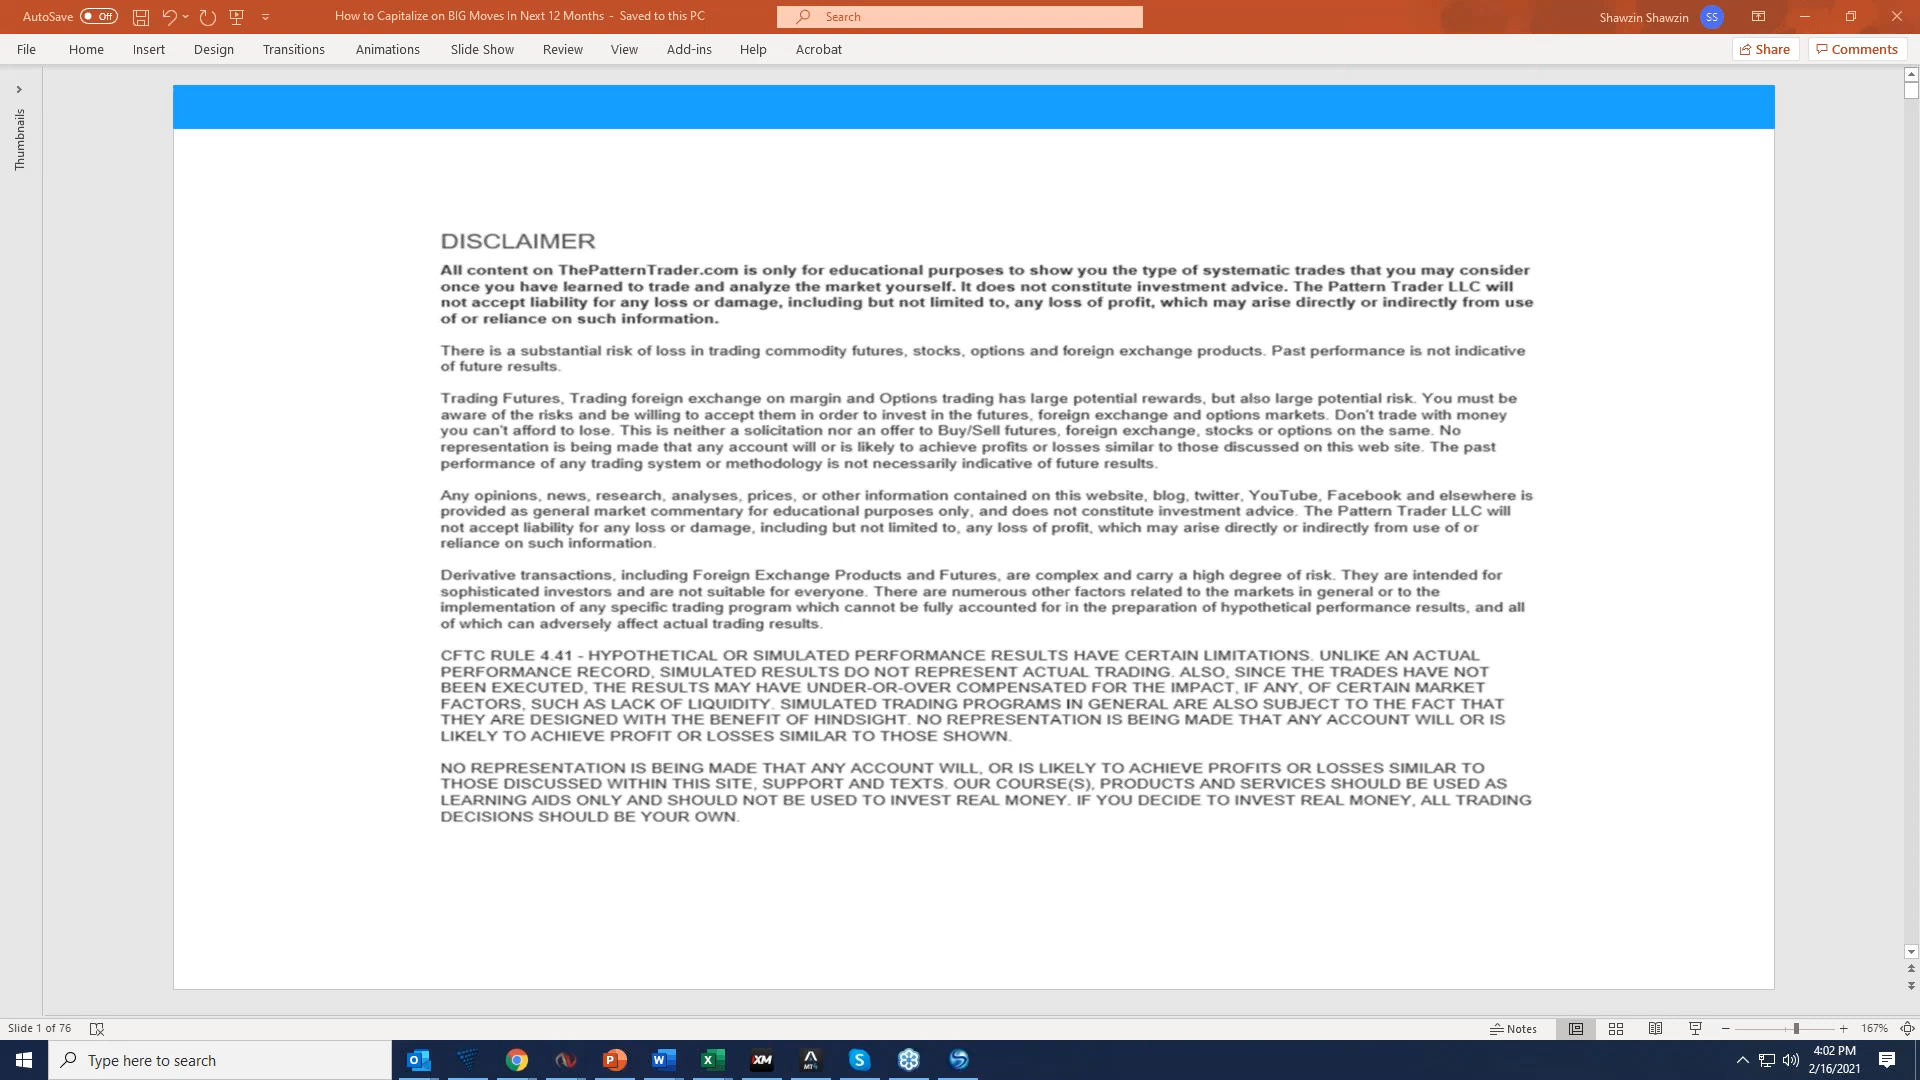 AutoSave Off How to Capitalize on BIG Moves In Next 12 Months - Saved to this PC Search Shawzin Shawzin SS
File Home Insert Design Transitions Animations Slide Show Review View Add-ins Help Acrobat Share Comments
Thumbnails
DISCLAIMER
All content on ThePatternTrader.com is only for educational purposes to show you the type of systematic trades that you may consider
once you have learned to trade and analyze the market yourself. It does not constitute investment advice. The Pattern Trader LLC will
not accept liability for any loss or damage, including but not limited to, any loss of profit, which may arise directly or indirectly from use
of or reliance on such information.
There is a substantial risk of loss in trading commodity futures, stocks, options and foreign exchange products. Past performance is not indicative
of future results.
Trading Futures, Trading foreign exchange on margin and Options trading has large potential rewards, but also large potential risk. You must be
aware of the risks and be willing to accept them in order to invest in the futures, foreign exchange and options markets. Don't trade with money
you can't afford to lose. This is neither a solicitation nor an offer to Buy/Sell futures, foreign exchange, stocks or options on the same. No
representation is being made that any account will or is likely to achieve profits or losses similar to those discussed on this web site. The past
performance of any trading system or methodology is not necessarily indicative of future results.
Any opinions, news, research, analyses, prices, or other information contained on this website, blog, twitter, YouTube, Facebook and elsewhere is
provided as general market commentary for educational purposes only, and does not constitute investment advice. The Pattern Trader LLC will
not accept liability for any loss or damage, including but not limited to, any loss of profit, which may arise directly or indirectly from use of or
reliance on such information.
Derivative transactions, including Foreign Exchange Products and Futures, are complex and carry a high degree of risk. They are intended for
sophisticated investors and are not suitable for everyone. There are numerous other factors related to the markets in general or to the
implementation of any specific trading program which cannot be fully accounted for in the preparation of hypothetical performance results, and all
of which can adversely affect actual trading results.
CFTC RULE 4.41 - HYPOTHETICAL OR SIMULATED PERFORMANCE RESULTS HAVE CERTAIN LIMITATIONS. UNLIKE AN ACTUAL
PERFORMANCE RECORD, SIMULATED RESULTS DO NOT REPRESENT ACTUAL TRADING. ALSO, SINCE THE TRADES HAVE NOT
BEEN EXECUTED, THE RESULTS MAY HAVE UNDER-OR-OVER COMPENSATED FOR THE IMPACT, IF ANY, OF CERTAIN MARKET
FACTORS, SUCH AS LACK OF LIQUIDITY. SIMULATED TRADING PROGRAMS IN GENERAL ARE ALSO SUBJECT TO THE FACT THAT
THEY ARE DESIGNED WITH THE BENEFIT OF HINDSIGHT. NO REPRESENTATION IS BEING MADE THAT ANY ACCOUNT WILL OR IS
LIKELY TO ACHIEVE PROFIT OR LOSSES SIMILAR TO THOSE SHOWN.
NO REPRESENTATION IS BEING MADE THAT ANY ACCOUNT WILL, OR IS LIKELY TO ACHIEVE PROFITS OR LOSSES SIMILAR TO
THOSE DISCUSSED WITHIN THIS SITE, SUPPORT AND TEXTS. OUR COURSE(S), PRODUCTS AND SERVICES SHOULD BE USED AS
LEARNING AIDS ONLY AND SHOULD NOT BE USED TO INVEST REAL MONEY. IF YOU DECIDE TO INVEST REAL MONEY, ALL TRADING
DECISIONS SHOULD BE YOUR OWN.
Slide 1 of 76 Notes 167%
Type here to search XM MT4 4:02 PM
2/16/2021